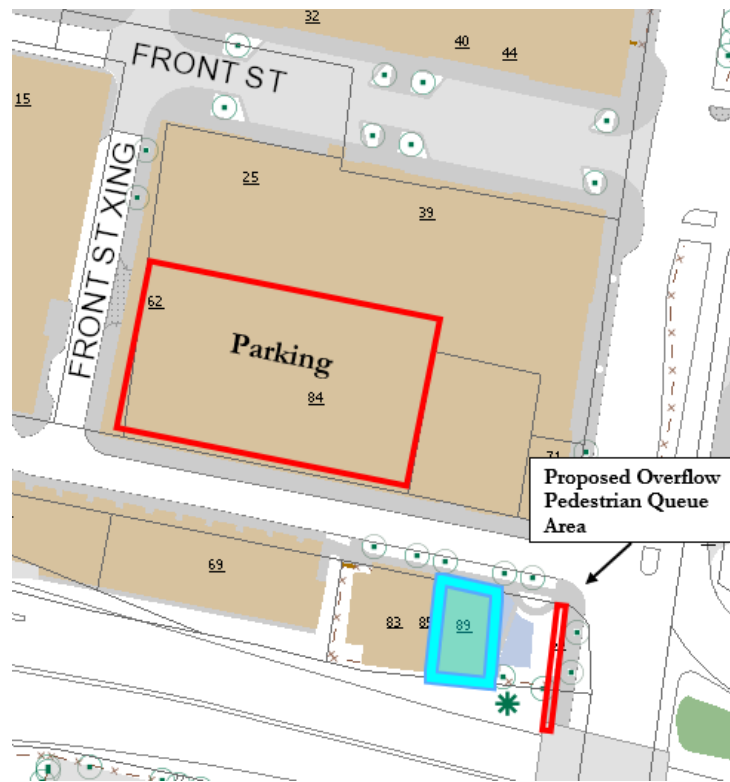 32
40
44
FRONT ST
15
25
39
FRONT ST XING
62
Parking
84
71
Proposed Overflow
Pedestrian Queue
Area
69
83
89